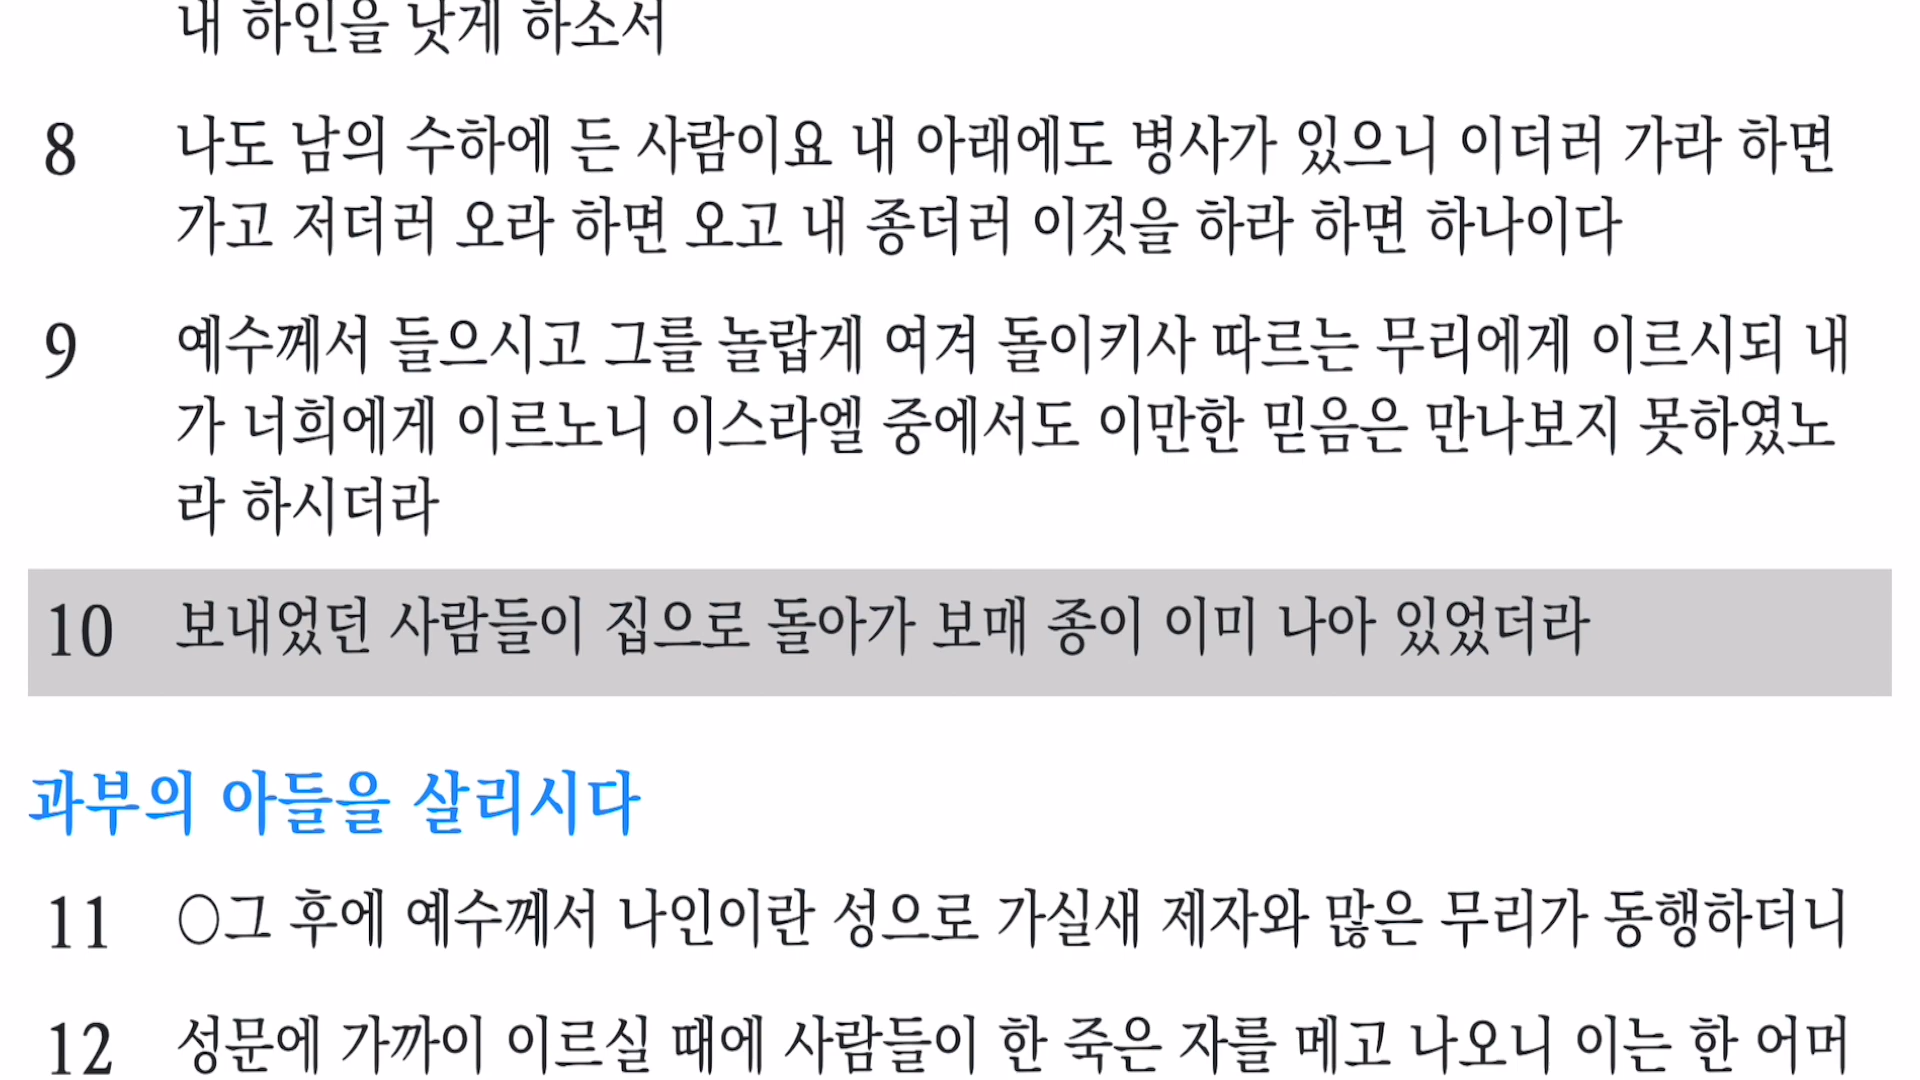 내 하인을 낫게 하소서
8 나도 남의 수하에 든 사람이요 내 아래에도 병사가 있으니 이더러 가라 하면
가고 저더러 오라 하면 오고 내 종더러 이것을 하라 하면 하나이다
9 예수께서 들으시고 그를 놀랍게 여겨 돌이키사 따르는 무리에게 이르시되 내
가 너희에게 이르노니 이스라엘 중에서도 이만한 믿음은 만나보지 못하였노
라 하시더라
10 보내었던 사람들이 집으로 돌아가 보매 종이 이미 나아 있었더라
과부의 아들을 살리시다
11 ○그 후에 예수께서 나인이란 성으로 가실새 제자와 많은 무리가 동행하더니
12 성문에 가까이 이르실 때에 사람들이 한 죽은 자를 메고 나오니 이는 한 어머